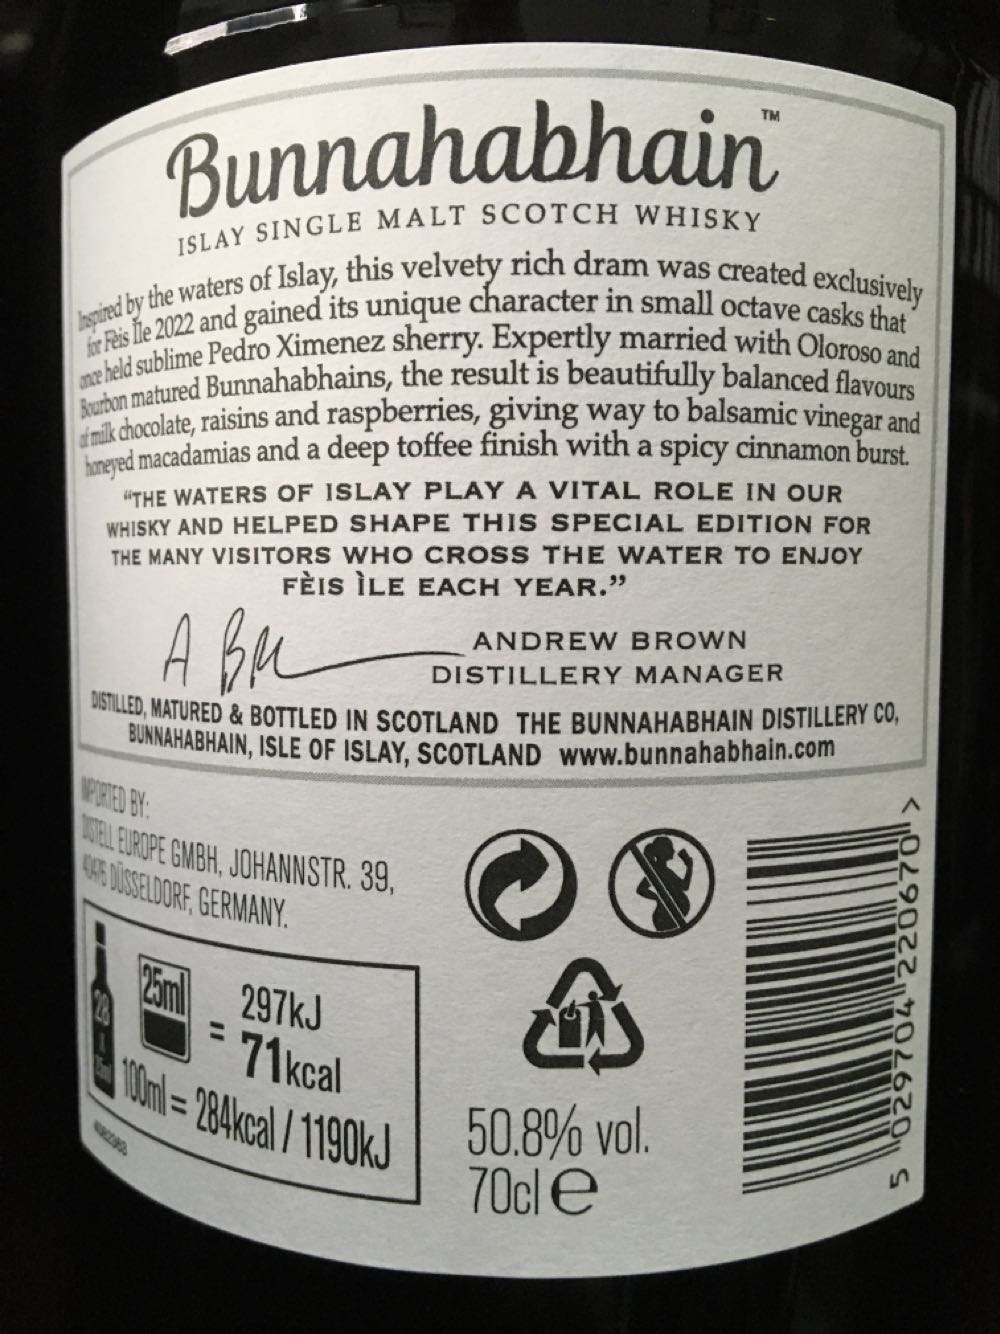 Bunnahabhain™
ISLAY SINGLE MALT SCOTCH WHISKY
Inspired by the waters of Islay, this velvety rich dram was created exclusively
for Fèis Ìle 2022 and gained its unique character in small octave casks that
once held sublime Pedro Ximenez sherry. Expertly married with Oloroso and
Bourbon matured Bunnahabhains, the result is beautifully balanced flavours
of milk chocolate, raisins and raspberries, giving way to balsamic vinegar and
honeyed macadamias and a deep toffee finish with a spicy cinnamon burst.
“THE WATERS OF ISLAY PLAY A VITAL ROLE IN OUR
WHISKY AND HELPED SHAPE THIS SPECIAL EDITION FOR
THE MANY VISITORS WHO CROSS THE WATER TO ENJOY
FÈIS ÌLE EACH YEAR.”
ANDREW BROWN
DISTILLERY MANAGER
DISTILLED, MATURED & BOTTLED IN SCOTLAND THE BUNNAHABHAIN DISTILLERY CO,
BUNNAHABHAIN, ISLE OF ISLAY, SCOTLAND www.bunnahabhain.com
IMPORTED BY:
DISTELL EUROPE GMBH, JOHANNSTR. 39,
40476 DÜSSELDORF, GERMANY.
28
x
25ml
25ml
= 297kJ
71kcal
100ml = 284kcal / 1190kJ
50.8% vol.
70cl e
5 029704 220670 >